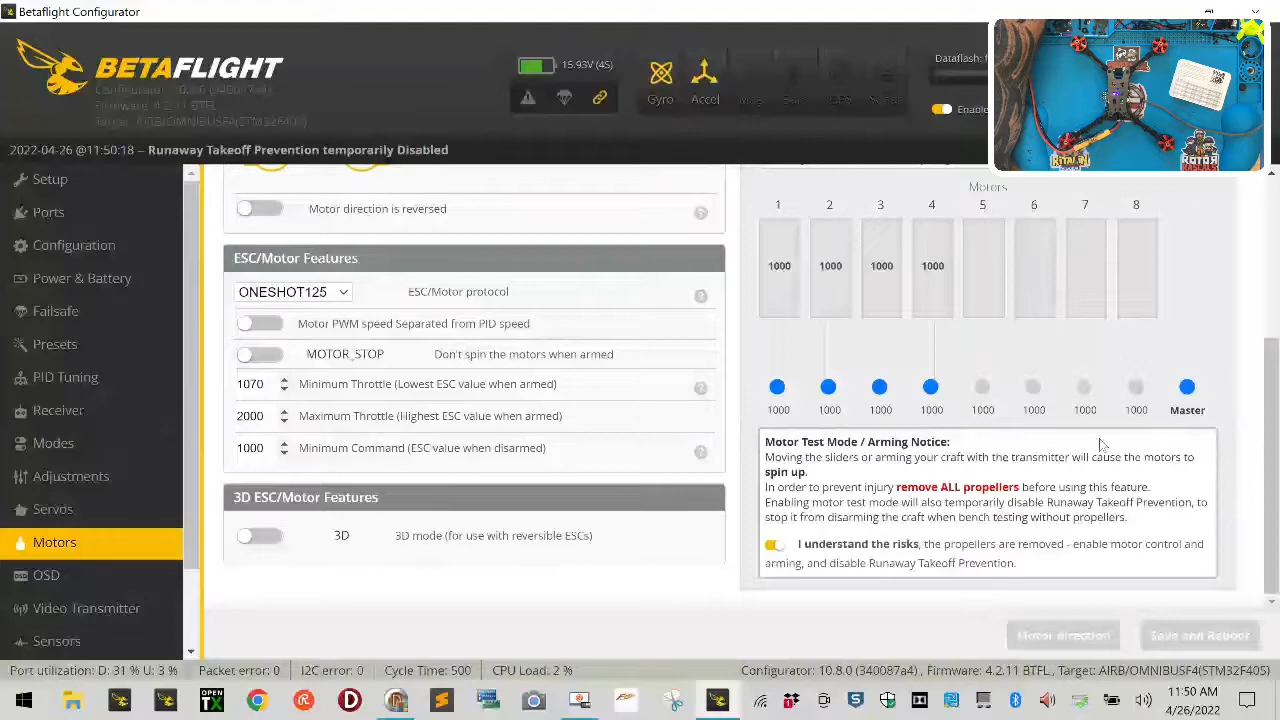 Betaflight Configurator
BETAFLIGHT
15.93V (4S)
Gyro
Accel
Dataflash: f
Enable
2022-04-26 @11:50:18 -- Runaway Takeoff Prevention temporarily Disabled
Setup
Ports
Configuration
Power & Battery
Failsafe
Presets
PID Tuning
Receiver
Modes
Adjustments
Servos
Motors
OSD
Video Transmitter
Sensors
Motor direction is reversed
ESC/Motor Features
ONESHOT125
ESC/Motor protocol
Motor PWM speed Separated from PID speed
MOTOR_STOP Don't spin the motors when armed
1070 Minimum Throttle (Lowest ESC value when armed)
2000 Maximum Throttle (Highest ESC value when armed)
1000 Minimum Command (ESC value when disarmed)
3D ESC/Motor Features
3D 3D mode (for use with reversible ESCs)
Motors
1 2 3 4 5 6 7 8
1000 1000 1000 1000
1000 1000 1000 1000 1000 1000 1000 1000 Master
Motor Test Mode / Arming Notice:
Moving the sliders or arming your craft with the transmitter will cause the motors to
spin up.
In order to prevent injury remove ALL propellers before using this feature.
Enabling motor test mode will also temporarily disable Runaway Takeoff Prevention, to
stop it from disarming the craft when bench testing without propellers.
I understand the risks, the propellers are removed - enable motor control and
arming, and disable Runaway Takeoff Prevention.
Motor direction
Save and Reboot
Port utilization: D: 31 % U: 3 % Packet error: 0 I2C error: 0 Cycle Time: 500 CPU Load: 2 %
Configurator: 10.8.0 (340087a4), Firmware: 4.2.11 BTFL, Target: AIRB/OMNIBUSF4(STM32F405)
OPEN
TX
11:50 AM
4/26/2022
ROTOR